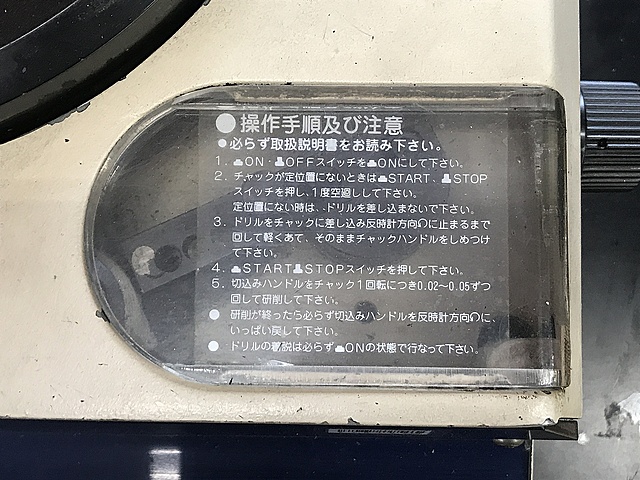 ●操作手順及び注意
●必らず取扱説明書をお読み下さい。
1. ⏏ON・⏏OFFスイッチを⏏ONにして下さい。
2. チャックが定位置にないときは⏏START、⏏STOP
スイッチを押し、1度空廻しして下さい。
定位置にない時は、ドリルを差し込まないで下さい。
3. ドリルをチャックに差し込み反時計方向に止まるまで
回して軽くあて、そのままチャックハンドルをしめつけ
て下さい。
4. ⏏START⏏STOPスイッチを押して下さい。
5. 切込みハンドルをチャック1回転につき0.02〜0.05ずつ
回して研削して下さい。
● 研削が終ったら必らず切込みハンドルを反時計方向に、
いっぱい戻して下さい。
● ドリルの着脱は必らず⏏ONの状態で行なって下さい。